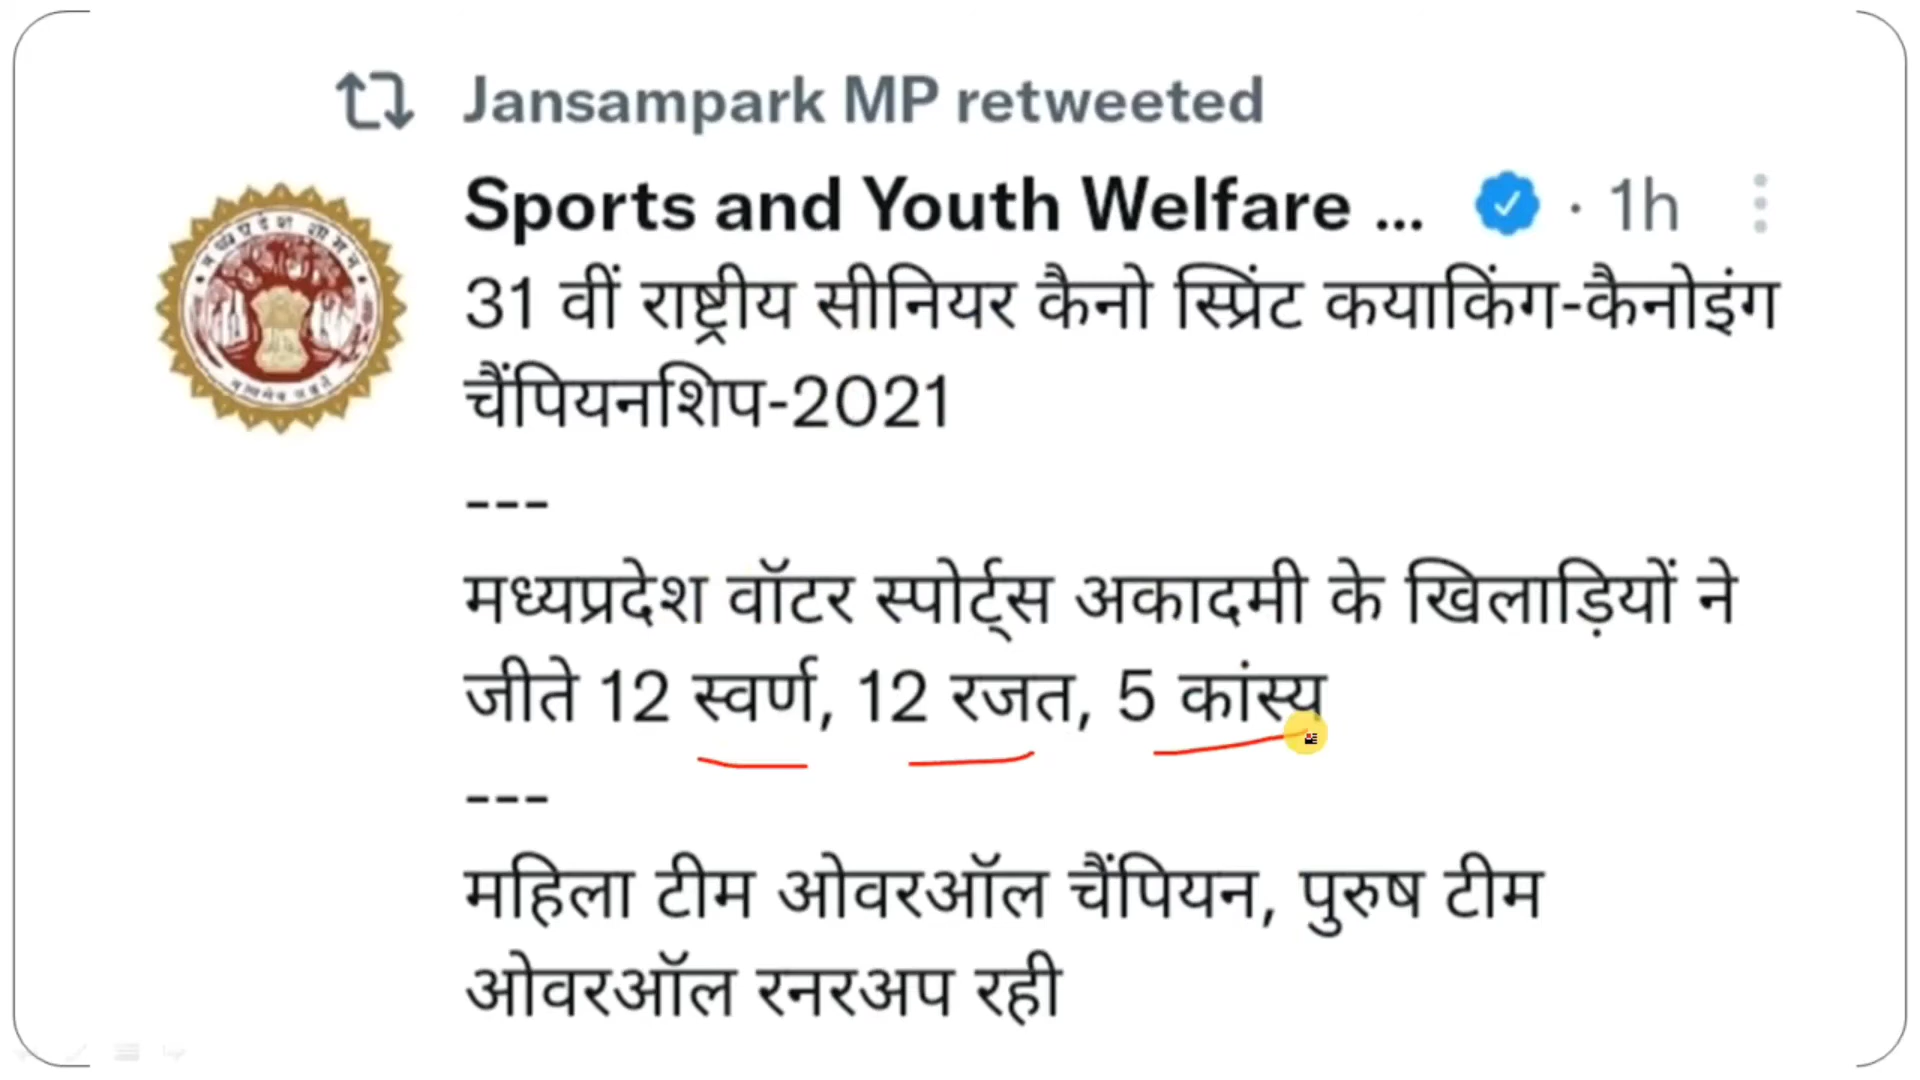 Jansampark MP retweeted
Sports and Youth Welfare ... · 1h
31 वीं राष्ट्रीय सीनियर कैनो स्प्रिंट कयाकिंग-कैनोइंग
चैंपियनशिप-2021
---
मध्यप्रदेश वॉटर स्पोर्ट्स अकादमी के खिलाड़ियों ने
जीते 12 स्वर्ण, 12 रजत, 5 कांस्य
---
महिला टीम ओवरऑल चैंपियन, पुरुष टीम
ओवरऑल रनरअप रही